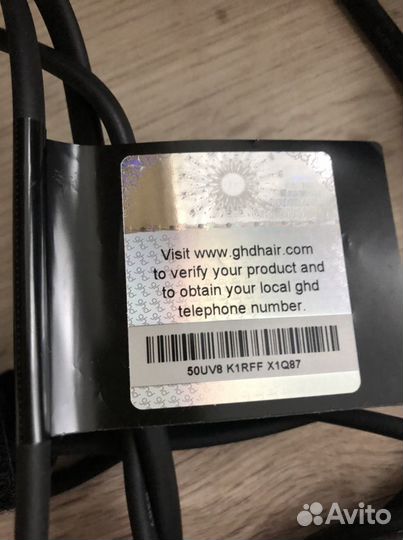 Visit www.ghdhair.com
to verify your product and
to obtain your local ghd
telephone number.
50UV8 K1RFF X1Q87
Avito